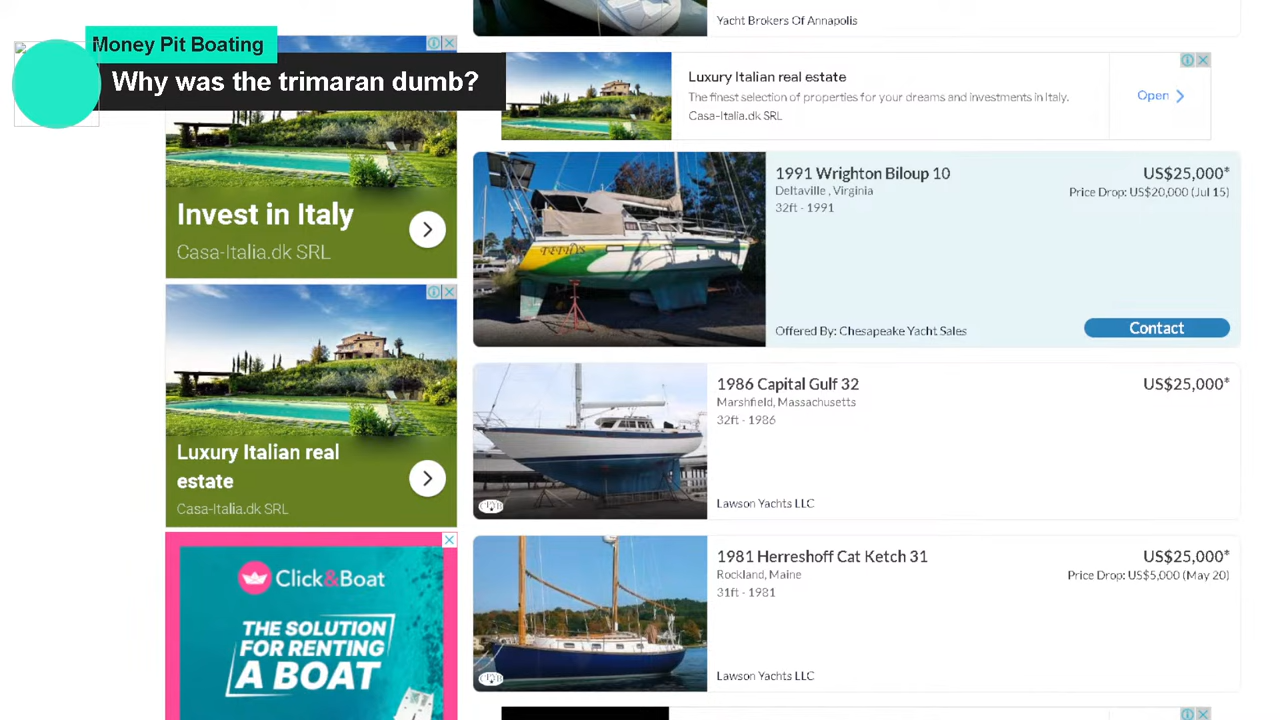 Money Pit Boating
Why was the trimaran dumb?
Invest in Italy
Casa-Italia.dk SRL
Luxury Italian real
estate
Casa-Italia.dk SRL
Click&Boat
THE SOLUTION
FOR RENTING
A BOAT
Yacht Brokers Of Annapolis
Luxury Italian real estate
The finest selection of properties for your dreams and investments in Italy.
Casa-Italia.dk SRL
Open
1991 Wrighton Biloup 10
US$25,000*
Deltaville , Virginia
Price Drop: US$20,000 (Jul 15)
32ft - 1991
TETHYS
Offered By: Chesapeake Yacht Sales
Contact
1986 Capital Gulf 32
US$25,000*
Marshfield, Massachusetts
32ft - 1986
Lawson Yachts LLC
1981 Herreshoff Cat Ketch 31
US$25,000*
Rockland, Maine
Price Drop: US$5,000 (May 20)
31ft - 1981
Lawson Yachts LLC